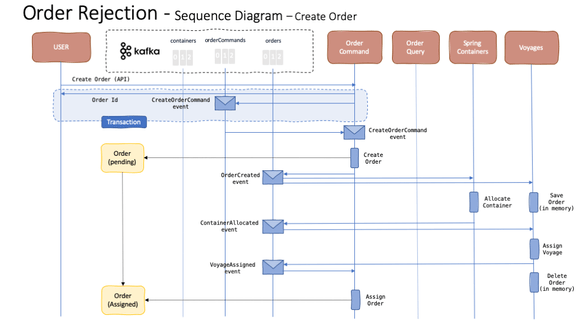 Order Rejection - Sequence Diagram – Create Order
USER
kafka
containers
orderCommands
orders
Order
Command
Order
Query
Spring
Containers
Voyages
Create Order (API)
Order Id
CreateOrderCommand
event
Transaction
CreateOrderCommand
event
Order
(pending)
Create
Order
OrderCreated
event
Allocate
Container
Save
Order
(in memory)
ContainerAllocated
event
Assign
Voyage
VoyageAssigned
event
Delete
Order
(in memory)
Order
(Assigned)
Assign
Order